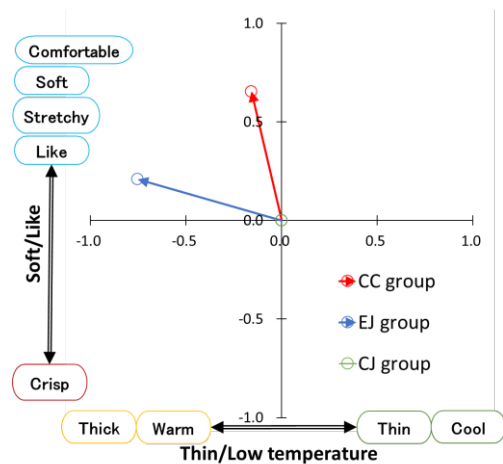 Comfortable
Soft
Stretchy
Like
Soft/Like
Crisp
1.0
0.5
0.0
-0.5
-1.0
-1.0
-0.5
0.0
0.5
1.0
CC group
EJ group
CJ group
Thick
Warm
Thin
Cool
Thin/Low temperature